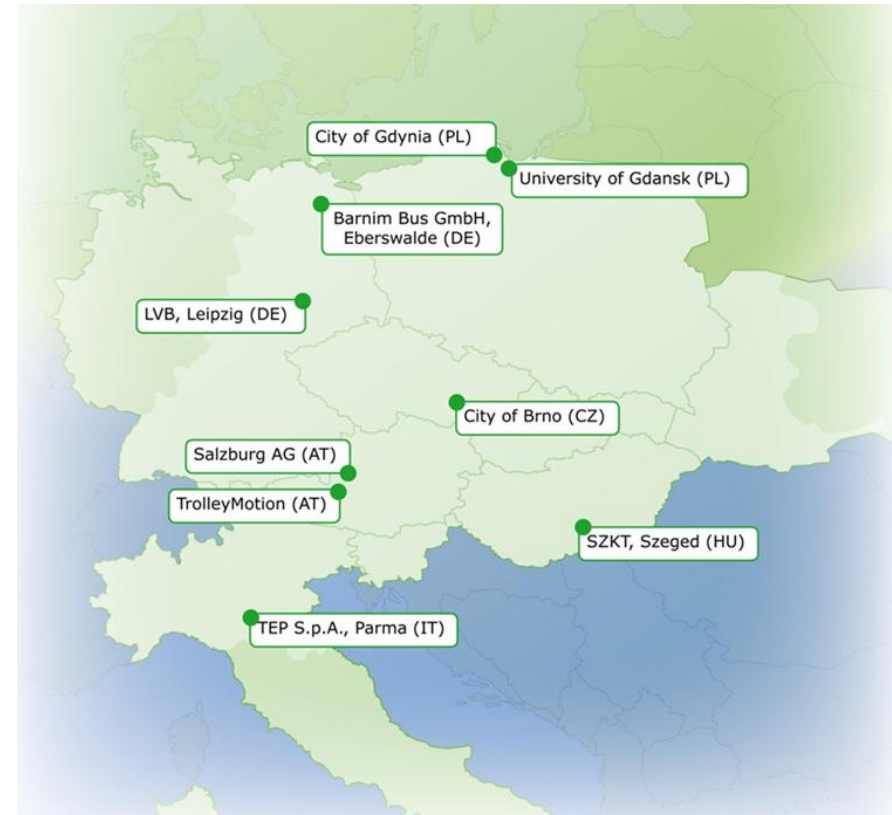 City of Gdynia (PL)
University of Gdansk (PL)
Barnim Bus GmbH,
Eberswalde (DE)
LVB, Leipzig (DE)
City of Brno (CZ)
Salzburg AG (AT)
TrolleyMotion (AT)
SZKT, Szeged (HU)
TEP S.p.A., Parma (IT)